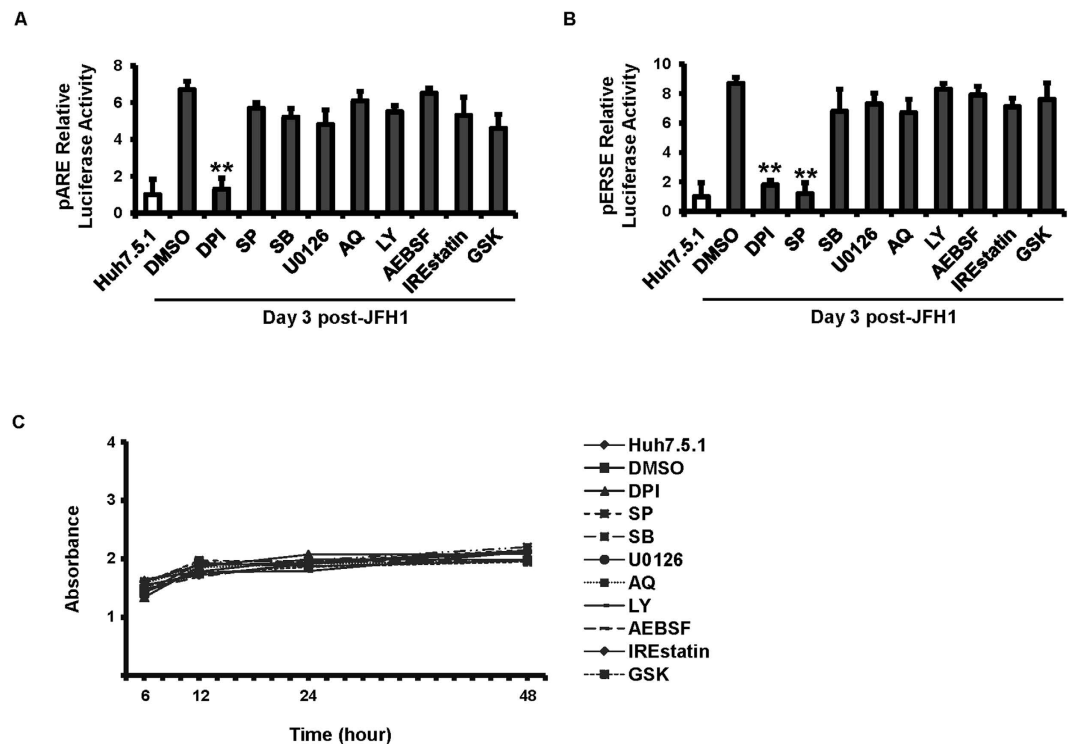 A
pARE Relative
Luciferase Activity
8
6
4
2
0
**
Huh7.5.1
DMSO
DPI
SP
SB
U0126
AQ
LY
AEBSF
IREstatin
GSK
Day 3 post-JFH1
B
pERSE Relative
Luciferase Activity
10
8
6
4
2
0
**
**
Huh7.5.1
DMSO
DPI
SP
SB
U0126
AQ
LY
AEBSF
IREstatin
GSK
Day 3 post-JFH1
C
Absorbance
4
3
2
1
6
12
24
48
Time (hour)
Huh7.5.1
DMSO
DPI
SP
SB
U0126
AQ
LY
AEBSF
IREstatin
GSK